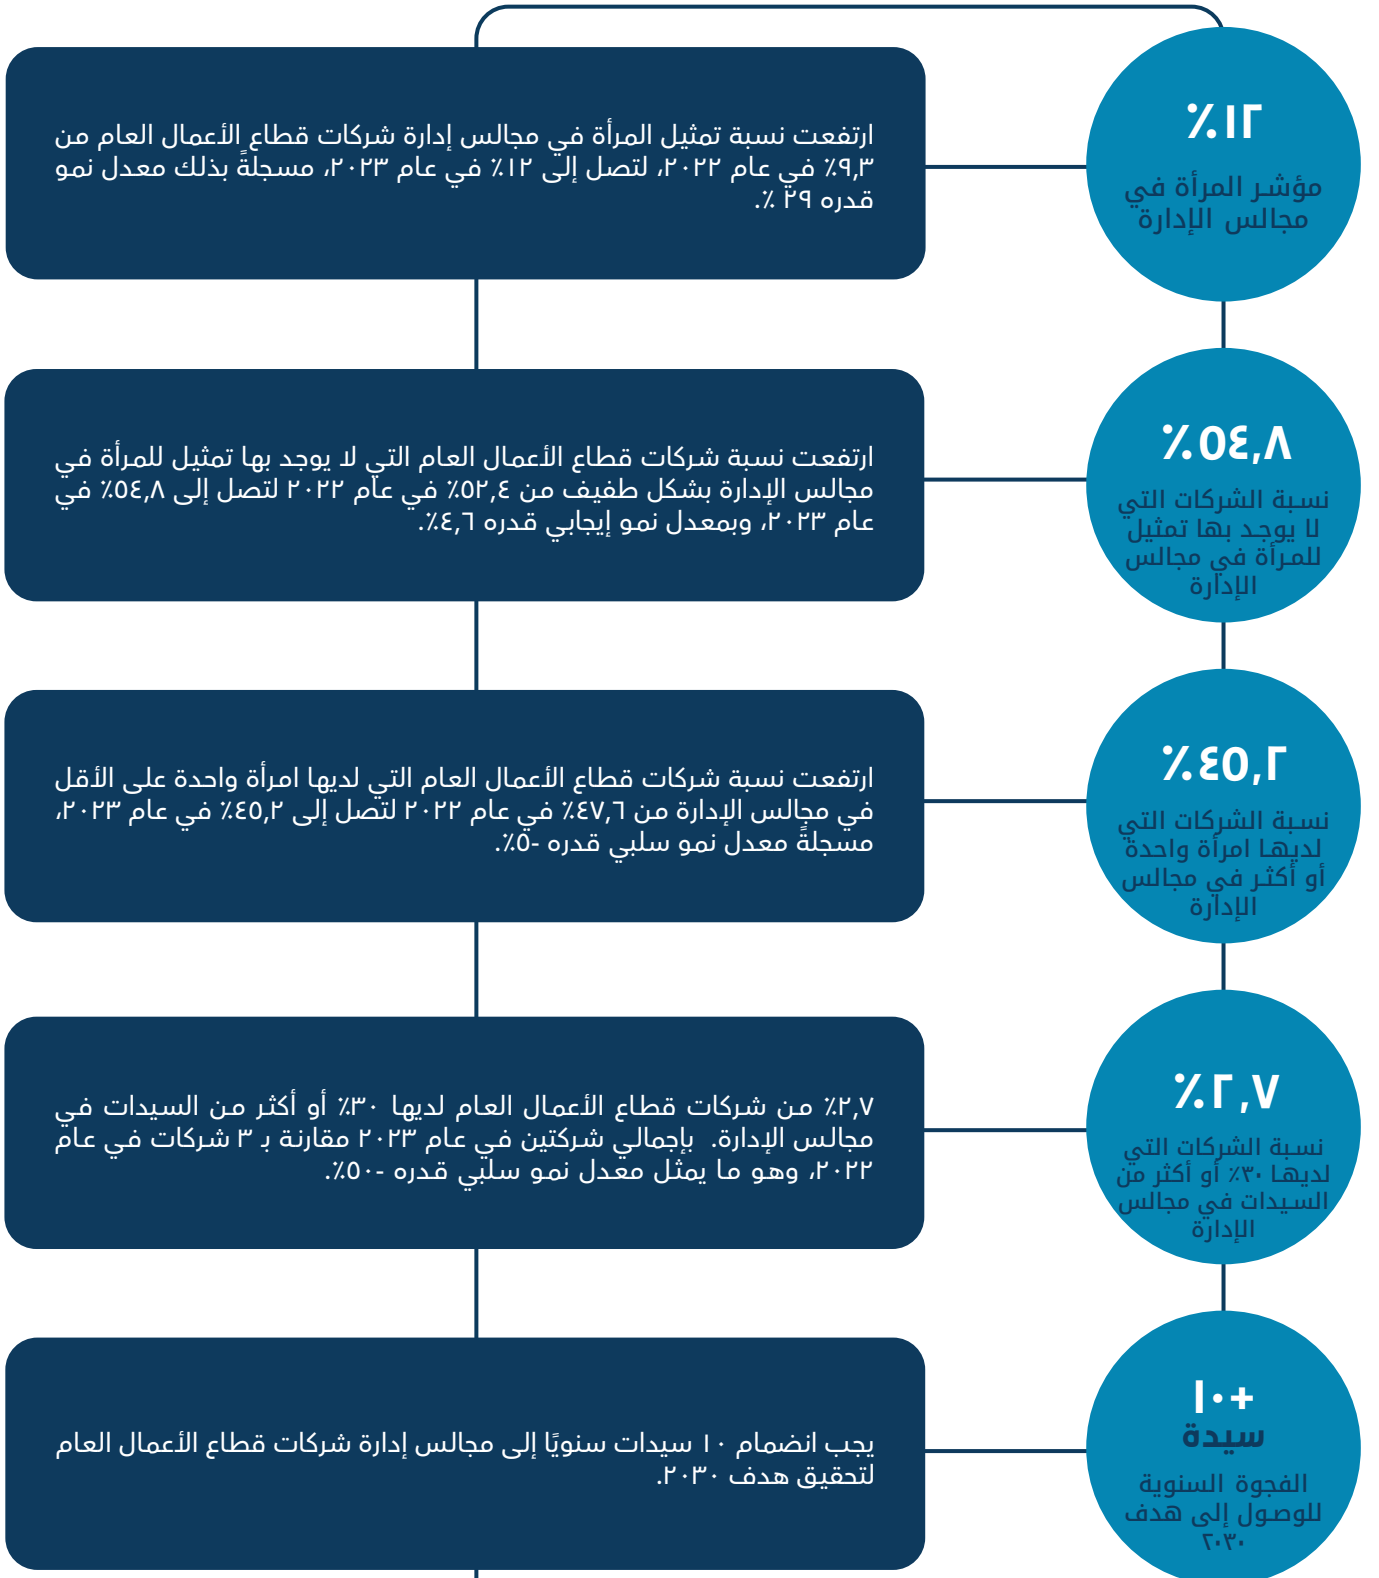 ٪١٢
مؤشر المرأة في
مجالس الإدارة
ارتفعت نسبة تمثيل المرأة في مجالس إدارة شركات قطاع الأعمال العام من
٩,٣٪ في عام ٢٠٢٢، لتصل إلى ١٢٪ في عام ٢٠٢٣، مسجلةً بذلك معدل نمو
قدره ٢٩ ٪.
٪٥٤,٨
نسبة الشركات التي
لا يوجد بها تمثيل
للمرأة في مجالس
الإدارة
ارتفعت نسبة شركات قطاع الأعمال العام التي لا يوجد بها تمثيل للمرأة في
مجالس الإدارة بشكل طفيف من ٥٢,٤٪ في عام ٢٠٢٢ لتصل إلى ٥٤,٨٪ في
عام ٢٠٢٣، وبمعدل نمو إيجابي قدره ٤,٦٪.
٪٤٥,٢
نسبة الشركات التي
لديها امرأة واحدة
أو أكثر في مجالس
الإدارة
ارتفعت نسبة شركات قطاع الأعمال العام التي لديها امرأة واحدة على الأقل
في مجالس الإدارة من ٤٧,٦٪ في عام ٢٠٢٢ لتصل إلى ٤٥,٢٪ في عام ٢٠٢٣،
مسجلةً معدل نمو سلبي قدره -٥٪.
٪٢,٧
نسبة الشركات التي
لديها ٣٠٪ أو أكثر من
السيدات في مجالس
الإدارة
٢,٧٪ من شركات قطاع الأعمال العام لديها ٣٠٪ أو أكثر من السيدات في
مجالس الإدارة. بإجمالي شركتين في عام ٢٠٢٣ مقارنة بـ ٣ شركات في عام
٢٠٢٢، وهو ما يمثل معدل نمو سلبي قدره -٥٠٪.
+١٠
سيدة
الفجوة السنوية
للوصول إلى هدف
٢٠٣٠
يجب انضمام ١٠ سيدات سنويًا إلى مجالس إدارة شركات قطاع الأعمال العام
لتحقيق هدف ٢٠٣٠.